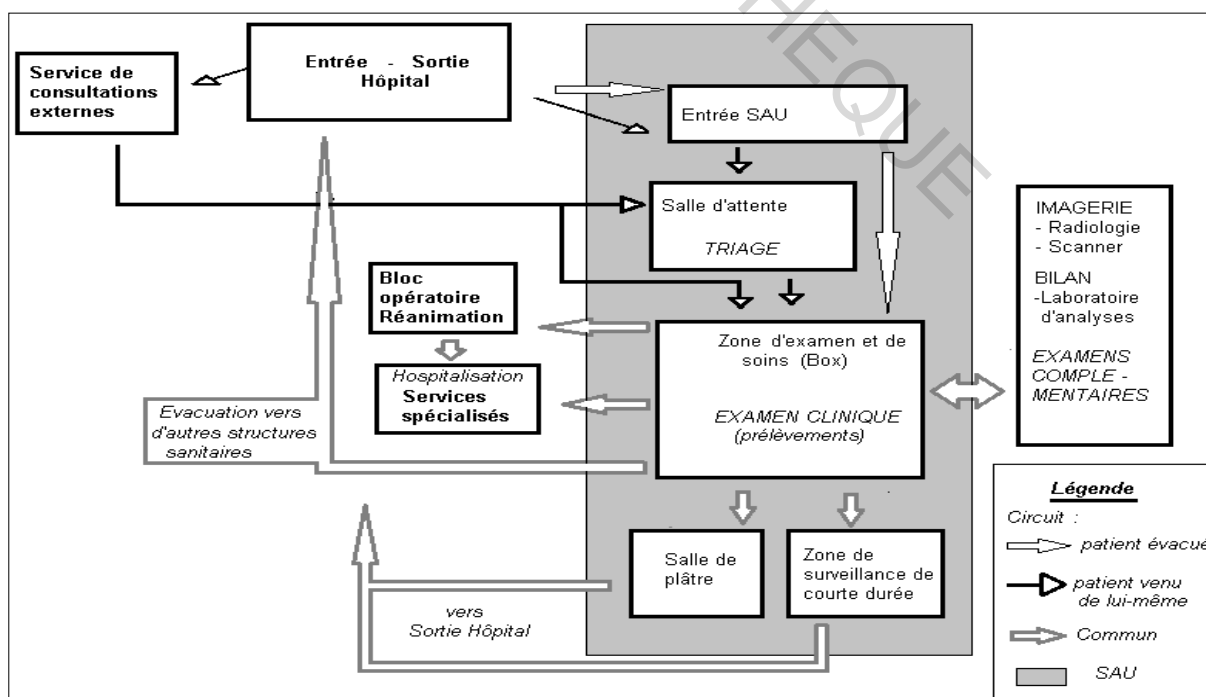 HEQUE
Entrée - Sortie
Hôpital
Service de
consultations
externes
Entrée SAU
Salle d'attente
TRIAGE
IMAGERIE
- Radiologie
- Scanner
BILAN
-Laboratoire
d'analyses
EXAMENS
COMPLE -
MENTAIRES
Bloc
opératoire
Réanimation
Zone d'examen et de
soins (Box)
EXAMEN CLINIQUE
(prélèvements)
Hospitalisation
Services
spécialisés
Evacuation vers
d'autres structures
sanitaires
Salle de
plâtre
Zone de
surveillance de
courte durée
vers
Sortie Hôpital
Légende
Circuit :
patient évacué
patient venu
de lui-même
Commun
SAU